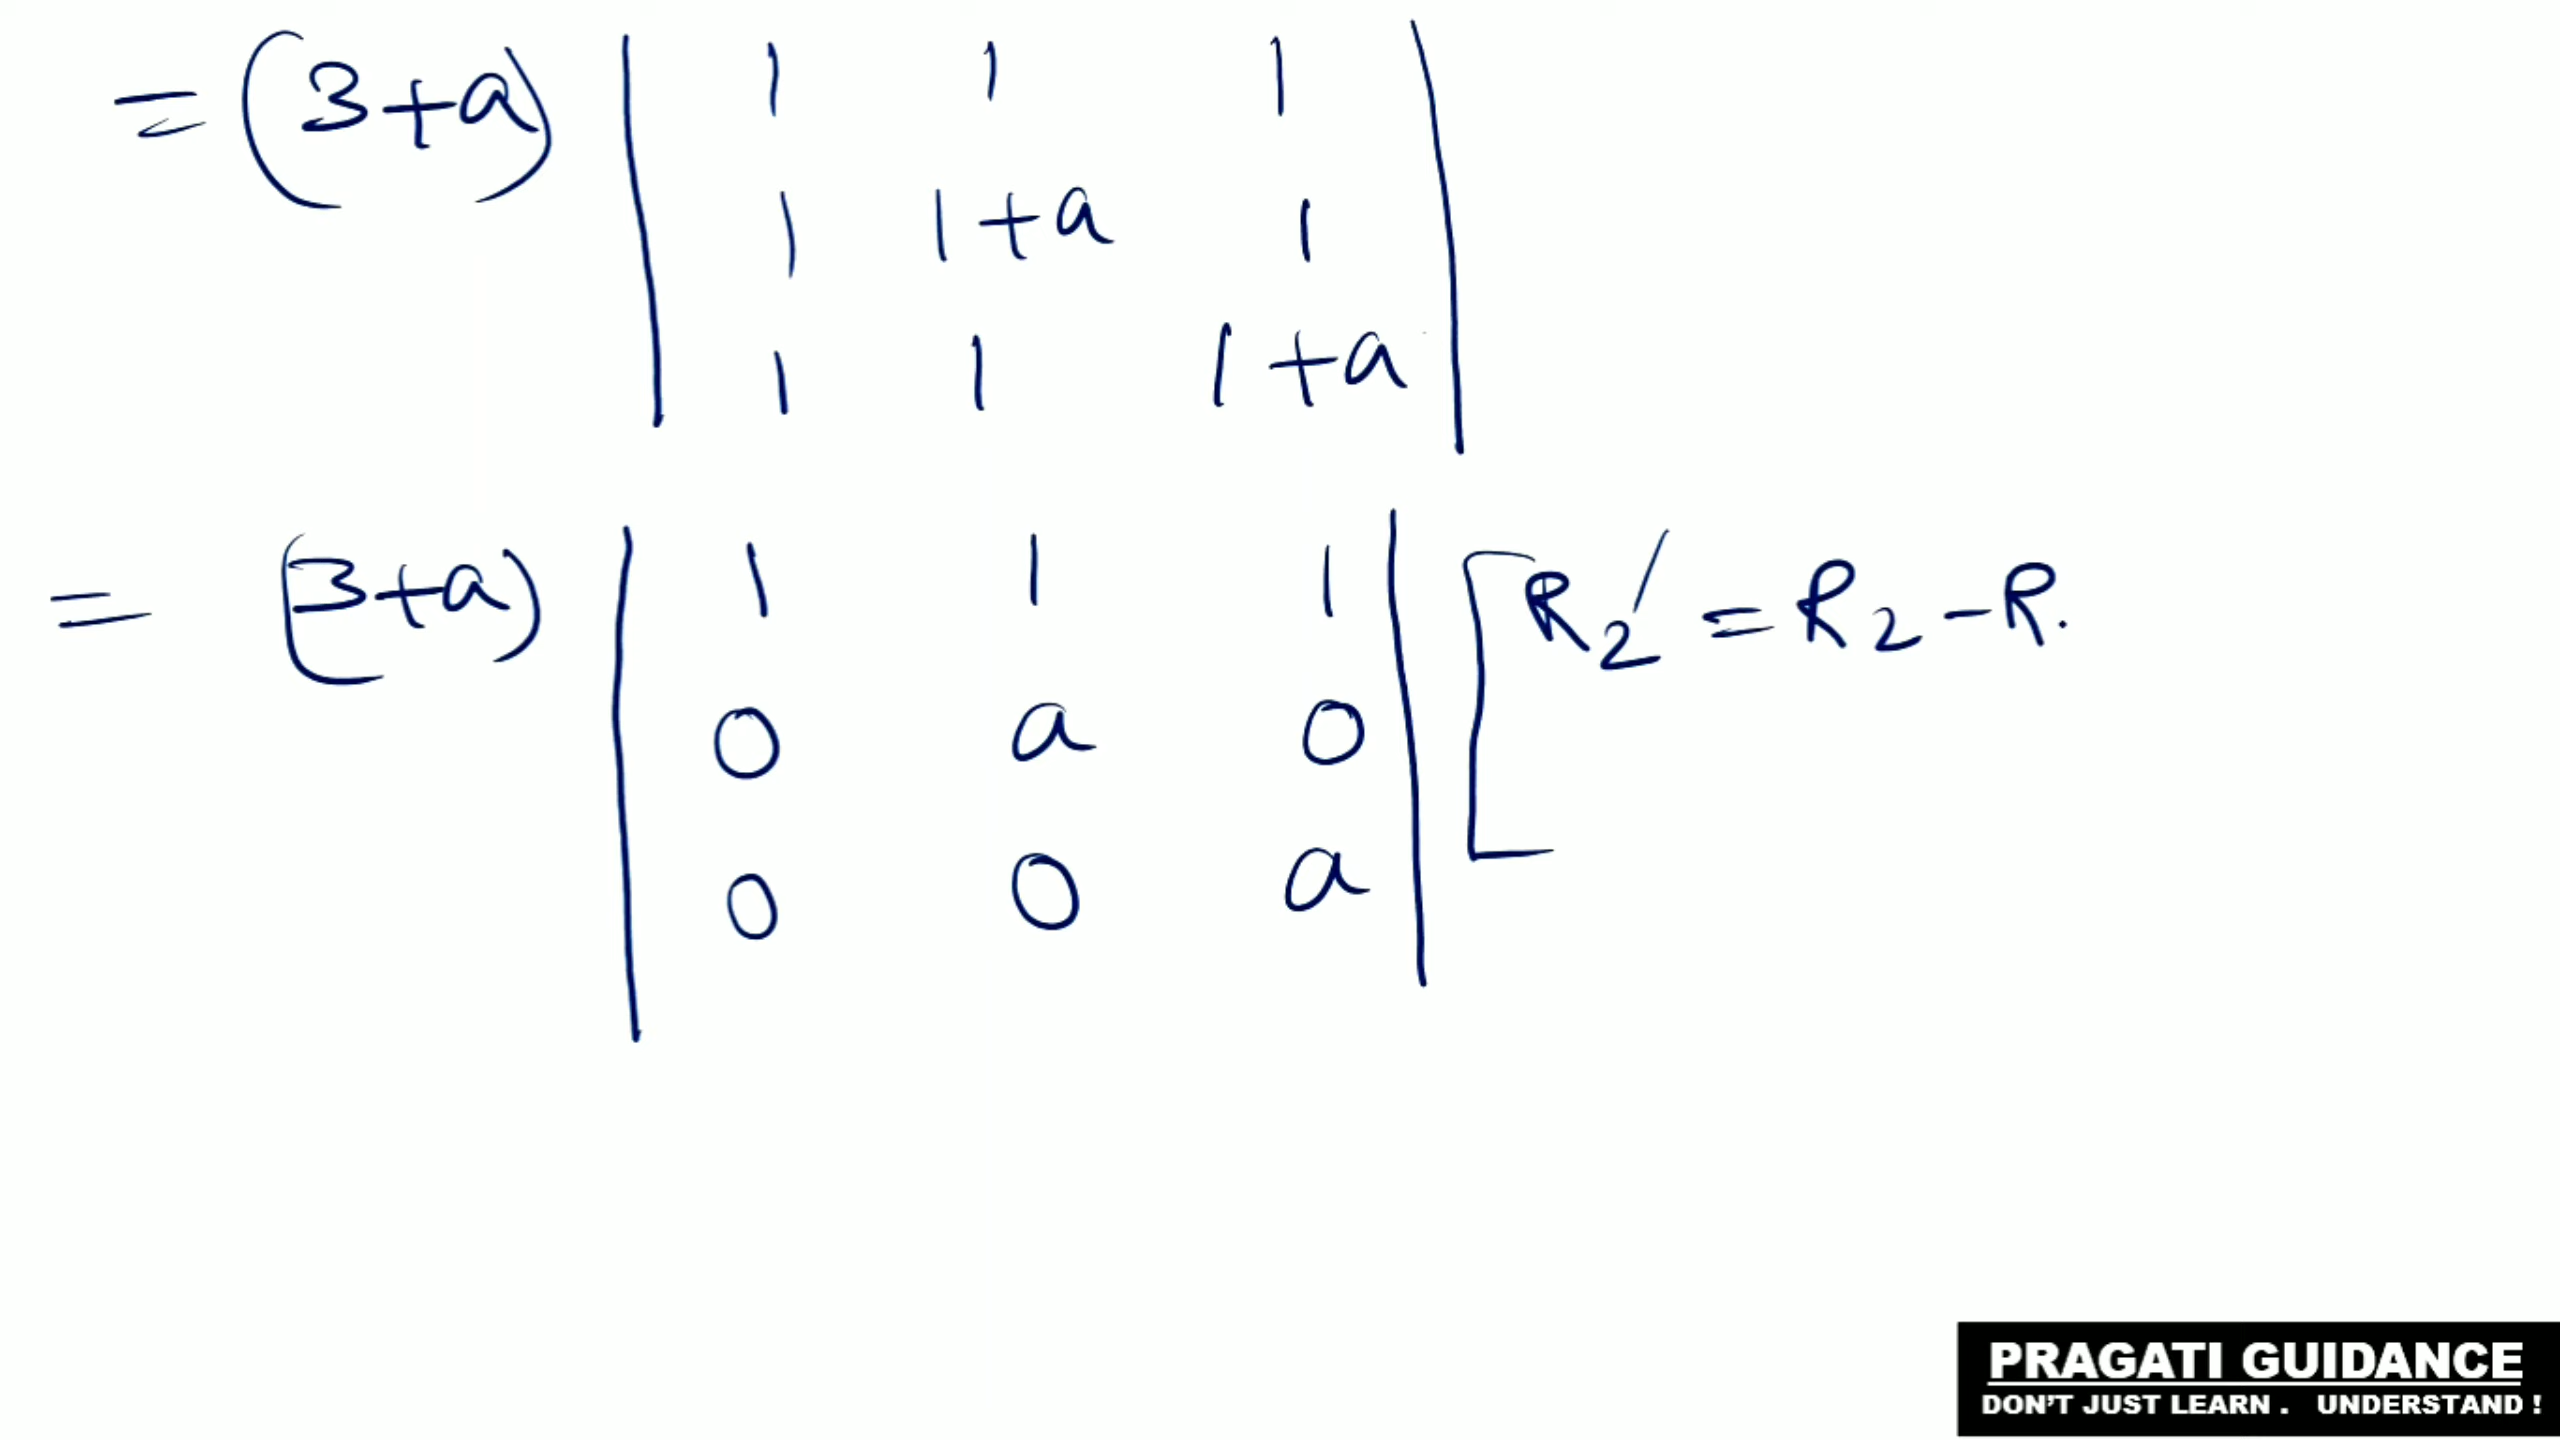 = (3+a) | 1 1 1 |
1 1+a 1
1 1 1+a
= (3+a) | 1 1 1 | [ R2' = R2 - R.
0 a 0
0 0 a
PRAGATI GUIDANCE
DON'T JUST LEARN . UNDERSTAND !